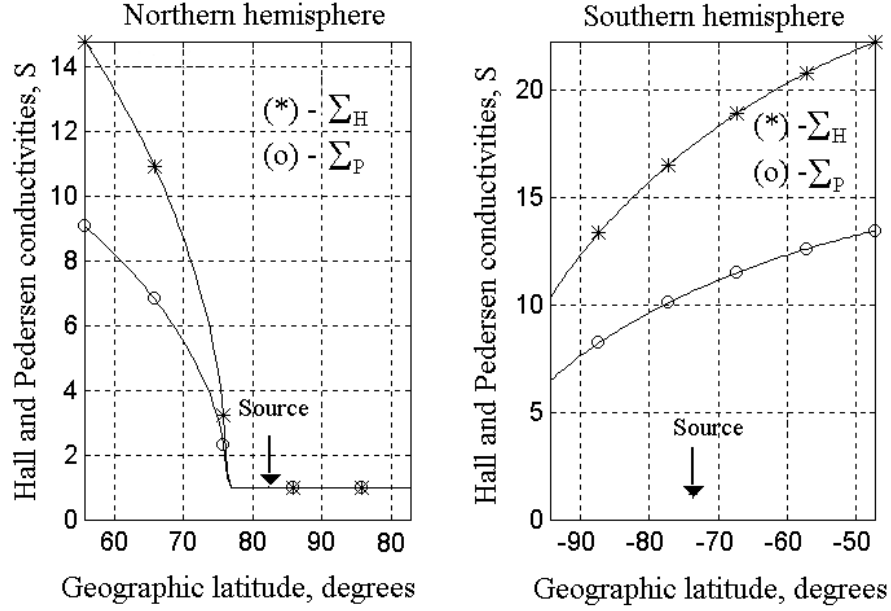 Northern hemisphere
Hall and Pedersen conductivities, S
14
12
10
8
6
4
2
0
(*) - ΣH
(o) - ΣP
Source
60 70 80 90 80
Geographic latitude, degrees
Southern hemisphere
Hall and Pedersen conductivities, S
20
15
10
5
0
(*) -ΣH
(o) -ΣP
Source
-90 -80 -70 -60 -50
Geographic latitude, degrees